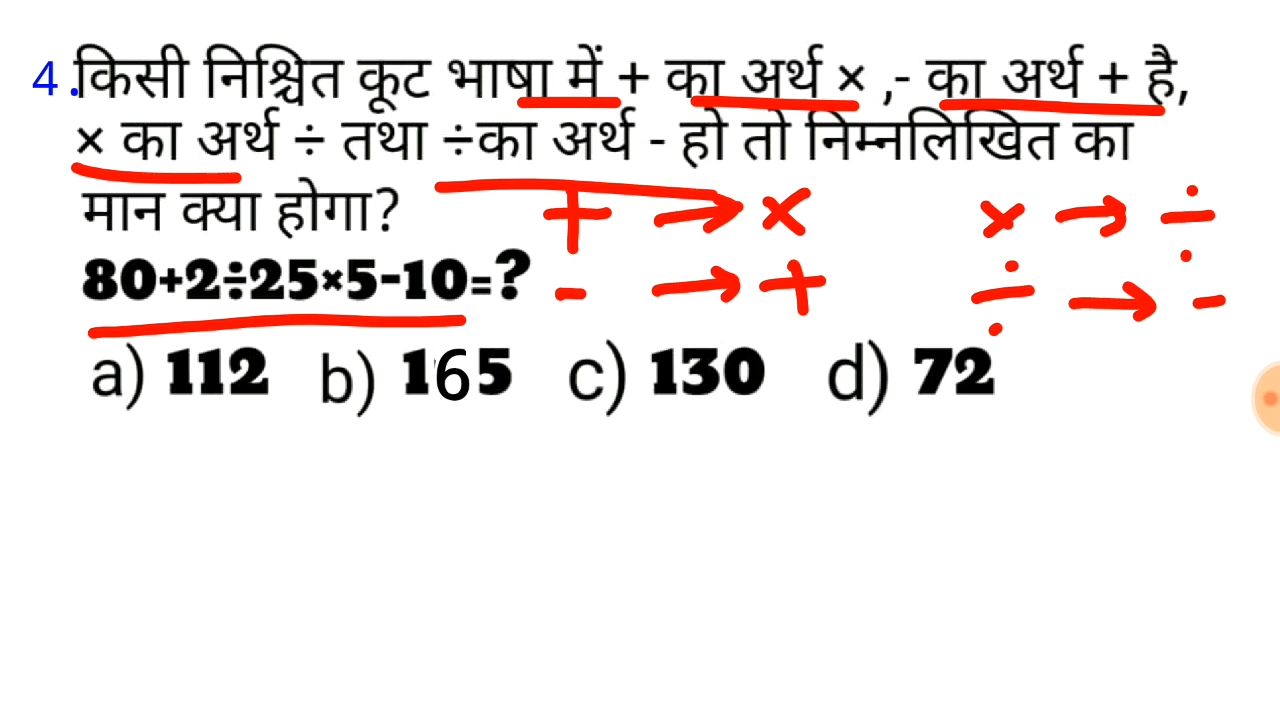 4. किसी निश्चित कूट भाषा में + का अर्थ × ,- का अर्थ + है,
× का अर्थ ÷ तथा ÷का अर्थ - हो तो निम्नलिखित का
मान क्या होगा?
+ → × × → ÷
80+2÷25×5-10=?
- → + ÷ → -
a) 112 b) 165 c) 130 d) 72